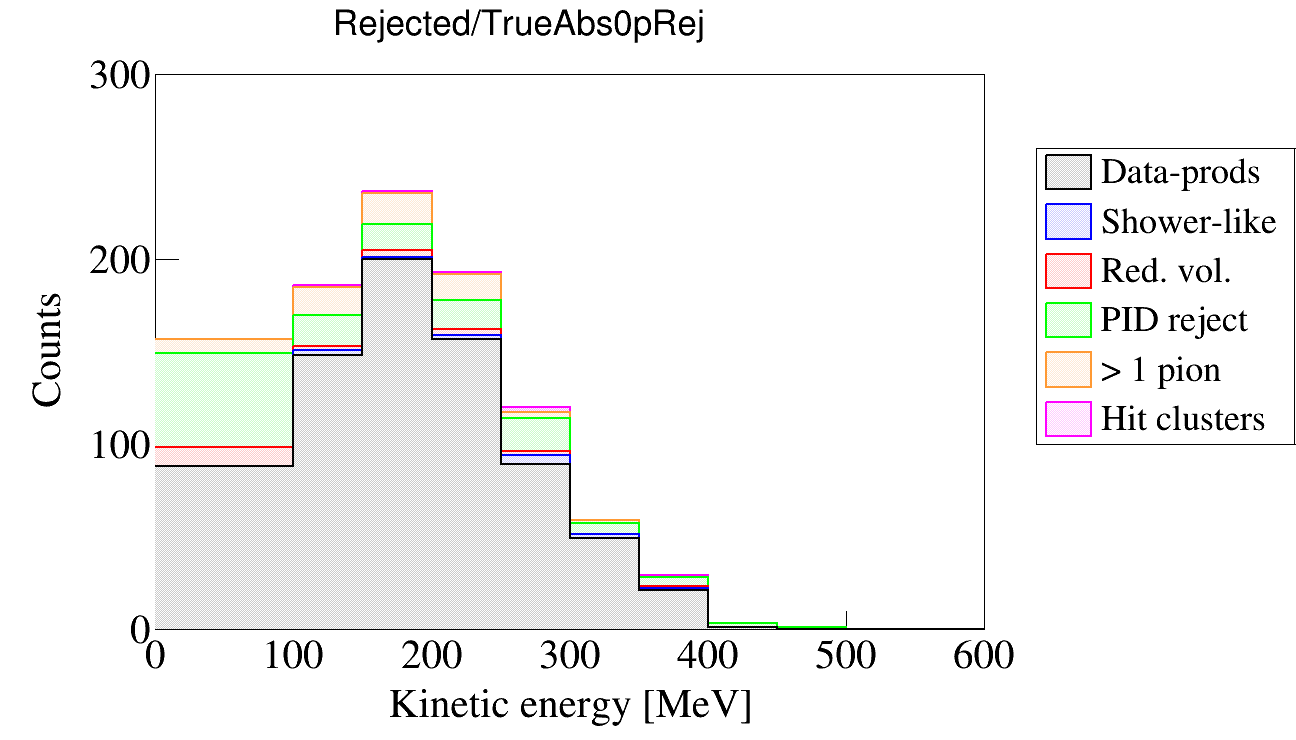 Rejected/TrueAbs0pRej
300
200
100
0
Counts
0 100 200 300 400 500 600
Kinetic energy [MeV]
Data-prods
Shower-like
Red. vol.
PID reject
> 1 pion
Hit clusters